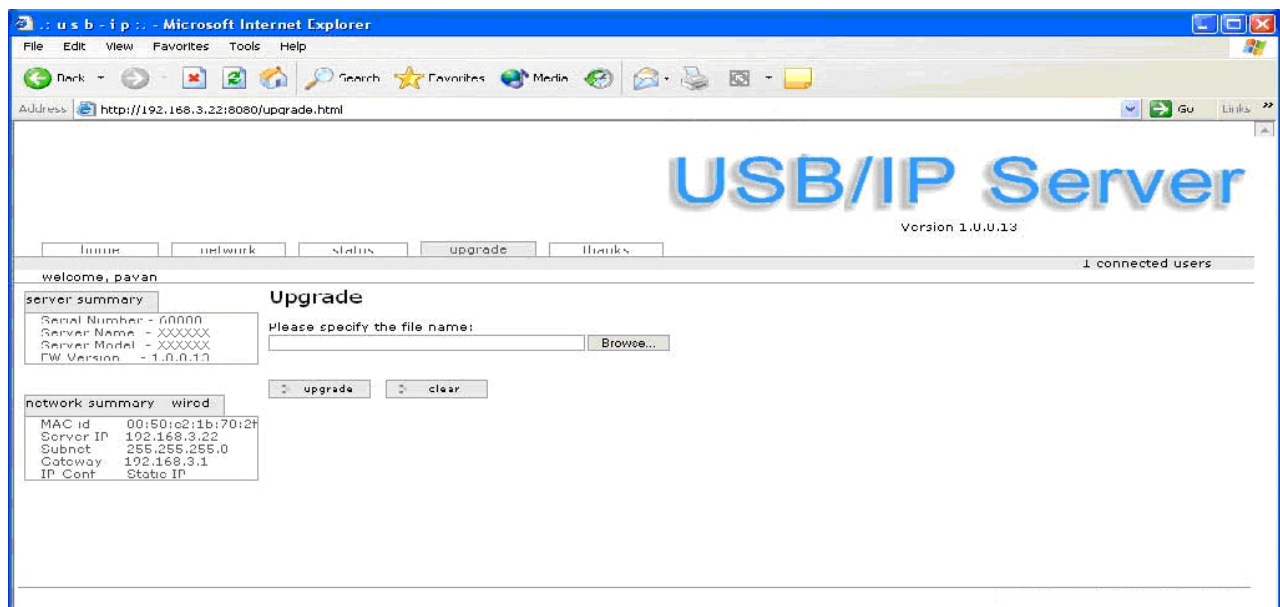 .: u s b - i p :. - Microsoft Internet Explorer
File Edit View Favorites Tools Help
Back Search Favorites Media
Address http://192.168.3.22:8080/upgrade.html Go Links »
USB/IP Server
Version 1.0.0.13
home network status upgrade thanks
1 connected users
welcome, pavan
server summary
Serial Number - 60000
Server Name - XXXXXX
Server Model - XXXXXX
FW Version - 1.0.0.13
Upgrade
Please specify the file name:
Browse...
upgrade clear
network summary wired
MAC id 00:50:c2:1b:70:2f
Server IP 192.168.3.22
Subnet 255.255.255.0
Gateway 192.168.3.1
IP Conf Static IP